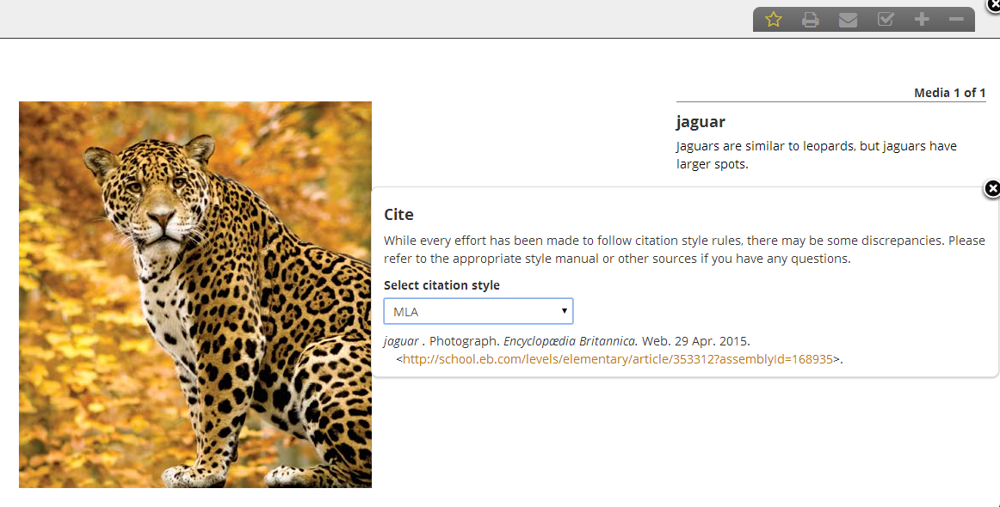 Media 1 of 1
jaguar
Jaguars are similar to leopards, but jaguars have
larger spots.
Cite
While every effort has been made to follow citation style rules, there may be some discrepancies. Please
refer to the appropriate style manual or other sources if you have any questions.
Select citation style
MLA
jaguar . Photograph. Encyclopædia Britannica. Web. 29 Apr. 2015.
<http://school.eb.com/levels/elementary/article/353312?assemblyId=168935>.